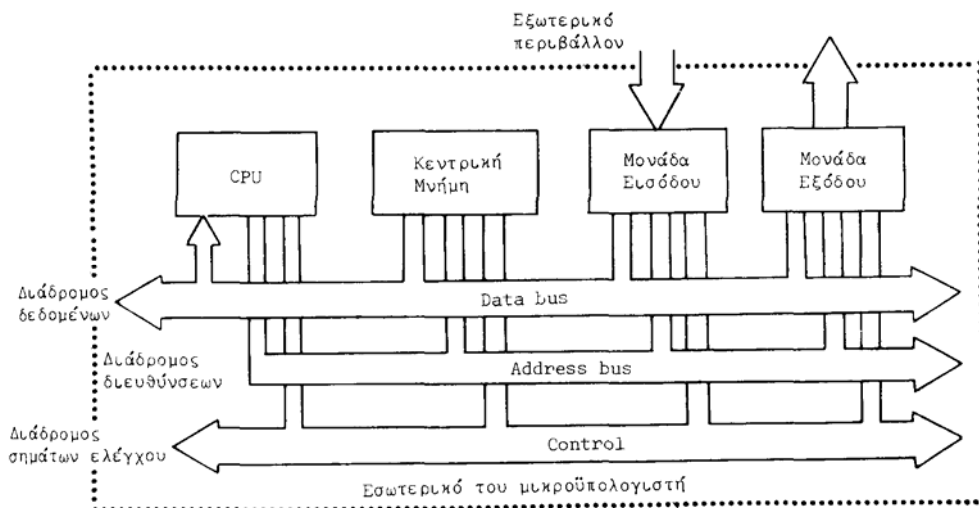 Εξωτερικό
περιβάλλον
CPU
Κεντρική
Μνήμη
Μονάδα
Εισόδου
Μονάδα
Εξόδου
Διάδρομος
δεδομένων
Data bus
Διάδρομος
διευθύνσεων
Address bus
Διάδρομος
σημάτων ελέγχου
Control
Εσωτερικό του μικροϋπολογιστή